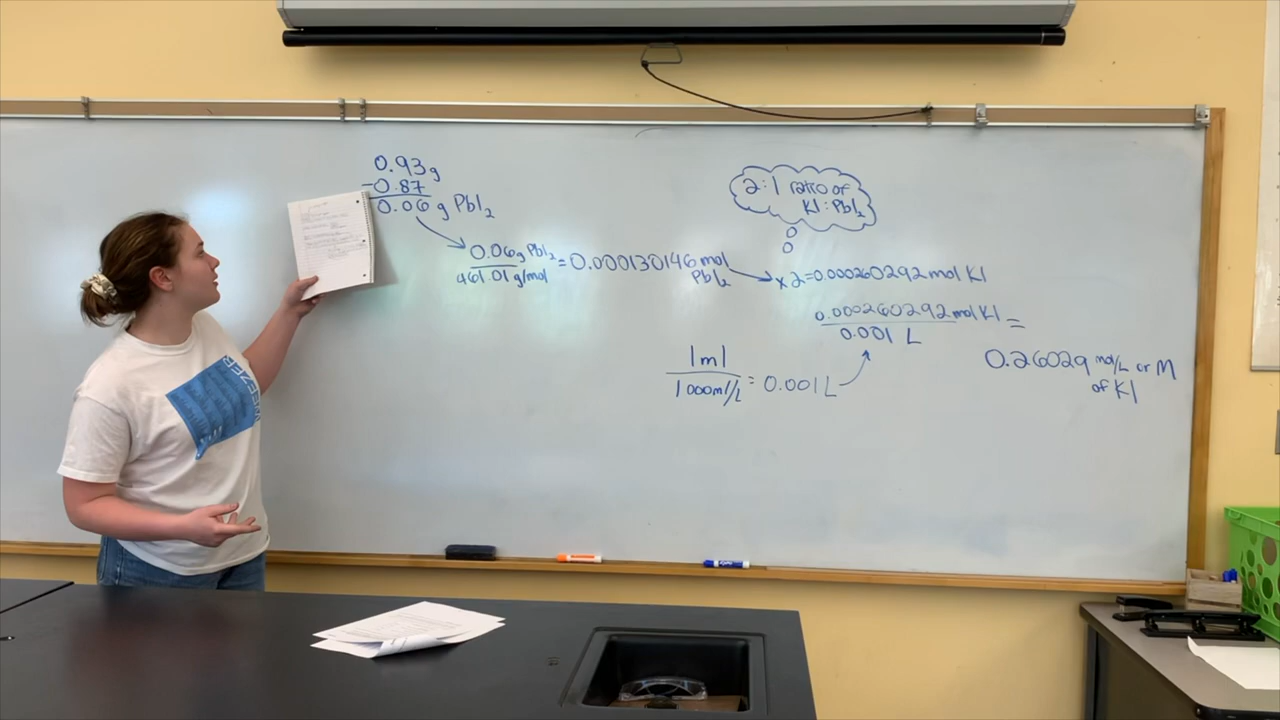 0.93g
-0.87
0.06 g PbI₂
2:1 ratio of
KI:PbI₂
0.06g PbI₂
461.01 g/mol
=0.000130146 mol
PbI₂
x2=0.000260292 mol KI
0.000260292 mol KI
0.001 L
=
1ml
1000ml/L
= 0.001L
0.26029 mol/L or M
of KI